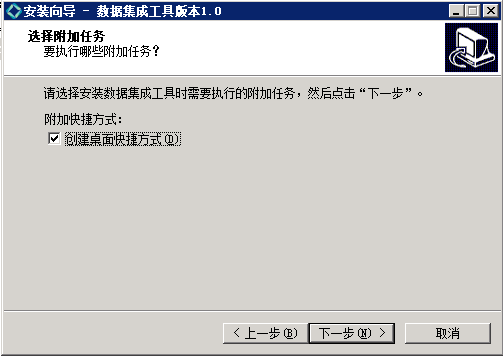 安装向导 - 数据集成工具版本1.0
选择附加任务
要执行哪些附加任务？
请选择安装数据集成工具时需要执行的附加任务，然后点击“下一步”。
附加快捷方式：
创建桌面快捷方式(D)
< 上一步(B)
下一步(N) >
取消